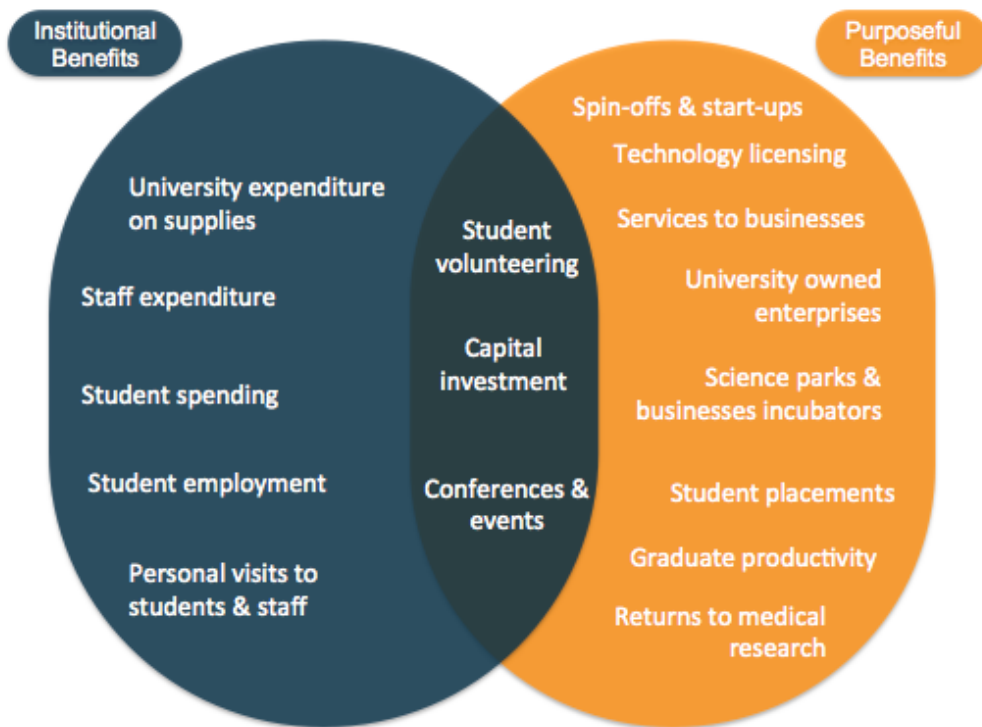 Institutional
Benefits
Purposeful
Benefits
University expenditure
on supplies
Staff expenditure
Student spending
Student employment
Personal visits to
students & staff
Student
volunteering
Capital
investment
Conferences &
events
Spin-offs & start-ups
Technology licensing
Services to businesses
University owned
enterprises
Science parks &
businesses incubators
Student placements
Graduate productivity
Returns to medical
research